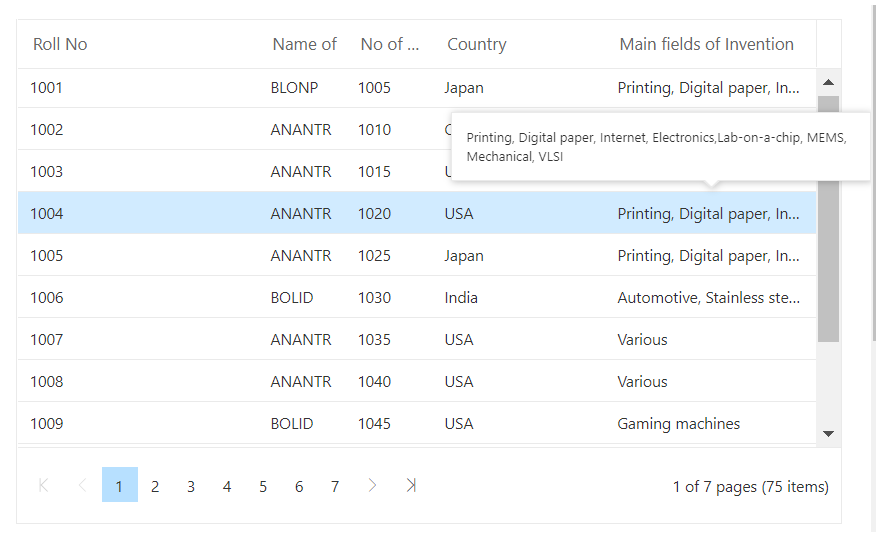 Roll No Name of No of ... Country Main fields of Invention
1001 BLONP 1005 Japan Printing, Digital paper, In...
1002 ANANTR 1010
Printing, Digital paper, Internet, Electronics,Lab-on-a-chip, MEMS,
Mechanical, VLSI
1003 ANANTR 1015
1004 ANANTR 1020 USA Printing, Digital paper, In...
1005 ANANTR 1025 Japan Printing, Digital paper, In...
1006 BOLID 1030 India Automotive, Stainless ste...
1007 ANANTR 1035 USA Various
1008 ANANTR 1040 USA Various
1009 BOLID 1045 USA Gaming machines
1 2 3 4 5 6 7 1 of 7 pages (75 items)